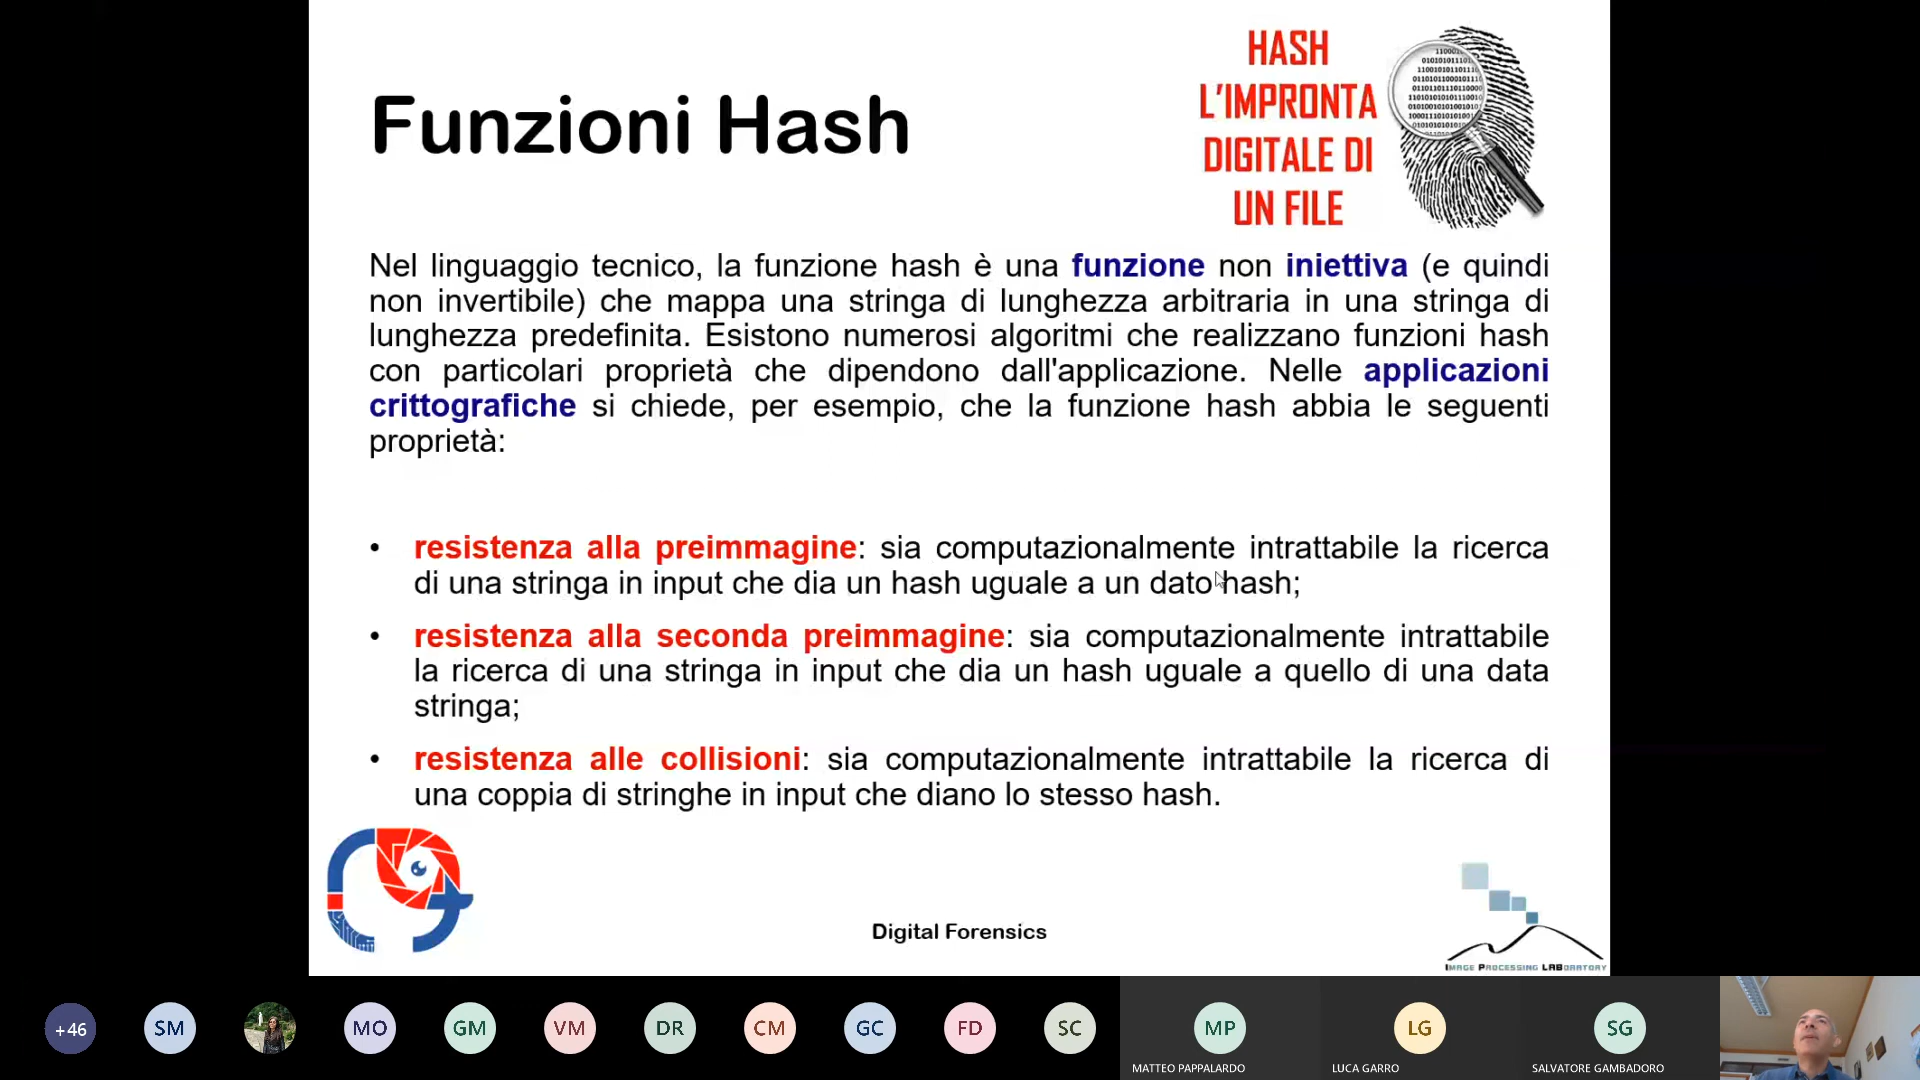 HASH
L'IMPRONTA
DIGITALE DI
UN FILE
Funzioni Hash
Nel linguaggio tecnico, la funzione hash è una funzione non iniettiva (e quindi
non invertibile) che mappa una stringa di lunghezza arbitraria in una stringa di
lunghezza predefinita. Esistono numerosi algoritmi che realizzano funzioni hash
con particolari proprietà che dipendono dall'applicazione. Nelle applicazioni
crittografiche si chiede, per esempio, che la funzione hash abbia le seguenti
proprietà:
• resistenza alla preimmagine: sia computazionalmente intrattabile la ricerca
di una stringa in input che dia un hash uguale a un dato hash;
• resistenza alla seconda preimmagine: sia computazionalmente intrattabile
la ricerca di una stringa in input che dia un hash uguale a quello di una data
stringa;
• resistenza alle collisioni: sia computazionalmente intrattabile la ricerca di
una coppia di stringhe in input che diano lo stesso hash.
Digital Forensics
IMAGE PROCESSING LABORATORY
+46
SM
MO
GM
VM
DR
CM
GC
FD
SC
MP
LG
SG
MATTEO PAPPALARDO
LUCA GARRO
SALVATORE GAMBADORO